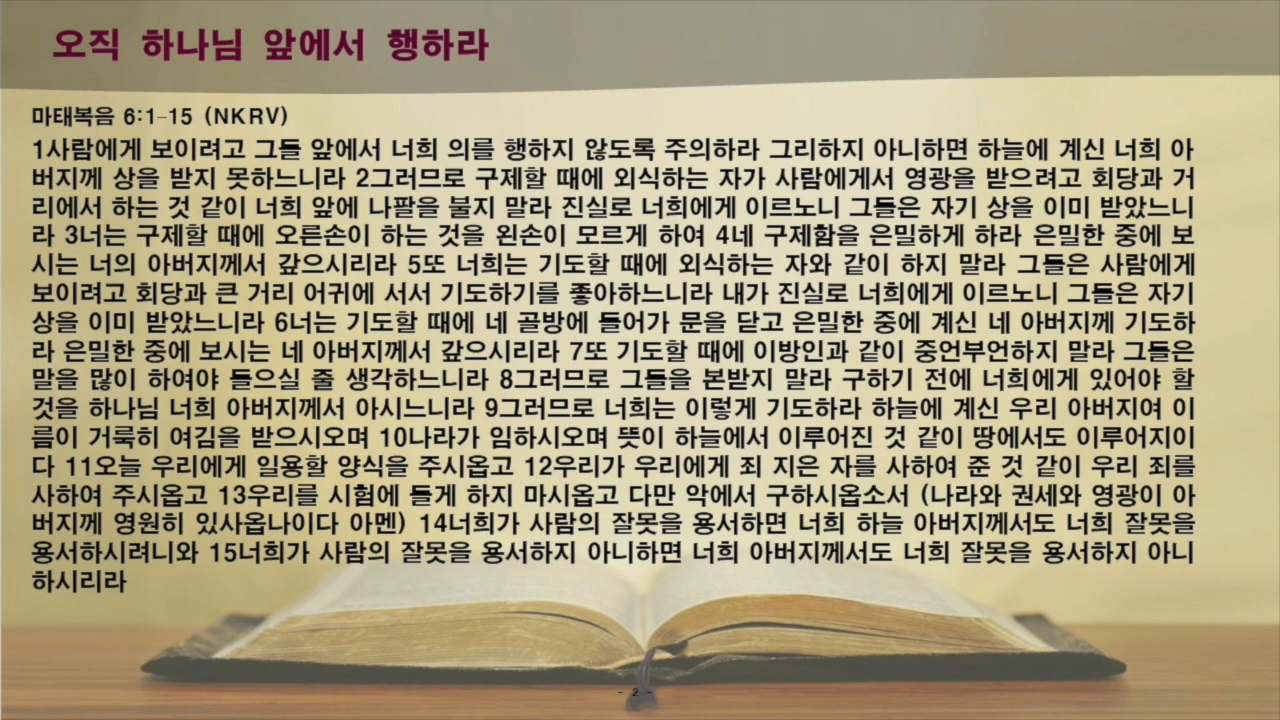 오직 하나님 앞에서 행하라
마태복음 6:1-15 (NKRV)
1사람에게 보이려고 그들 앞에서 너희 의를 행하지 않도록 주의하라 그리하지 아니하면 하늘에 계신 너희 아
버지께 상을 받지 못하느니라 2그러므로 구제할 때에 외식하는 자가 사람에게서 영광을 받으려고 회당과 거
리에서 하는 것 같이 너희 앞에 나팔을 불지 말라 진실로 너희에게 이르노니 그들은 자기 상을 이미 받았느니
라 3너는 구제할 때에 오른손이 하는 것을 왼손이 모르게 하여 4네 구제함을 은밀하게 하라 은밀한 중에 보
시는 너의 아버지께서 갚으시리라 5또 너희는 기도할 때에 외식하는 자와 같이 하지 말라 그들은 사람에게
보이려고 회당과 큰 거리 어귀에 서서 기도하기를 좋아하느니라 내가 진실로 너희에게 이르노니 그들은 자기
상을 이미 받았느니라 6너는 기도할 때에 네 골방에 들어가 문을 닫고 은밀한 중에 계신 네 아버지께 기도하
라 은밀한 중에 보시는 네 아버지께서 갚으시리라 7또 기도할 때에 이방인과 같이 중언부언하지 말라 그들은
말을 많이 하여야 들으실 줄 생각하느니라 8그러므로 그들을 본받지 말라 구하기 전에 너희에게 있어야 할
것을 하나님 너희 아버지께서 아시느니라 9그러므로 너희는 이렇게 기도하라 하늘에 계신 우리 아버지여 이
름이 거룩히 여김을 받으시오며 10나라가 임하시오며 뜻이 하늘에서 이루어진 것 같이 땅에서도 이루어지이
다 11오늘 우리에게 일용할 양식을 주시옵고 12우리가 우리에게 죄 지은 자를 사하여 준 것 같이 우리 죄를
사하여 주시옵고 13우리를 시험에 들게 하지 마시옵고 다만 악에서 구하시옵소서 (나라와 권세와 영광이 아
버지께 영원히 있사옵나이다 아멘) 14너희가 사람의 잘못을 용서하면 너희 하늘 아버지께서도 너희 잘못을
용서하시려니와 15너희가 사람의 잘못을 용서하지 아니하면 너희 아버지께서도 너희 잘못을 용서하지 아니
하시리라
- 2 -